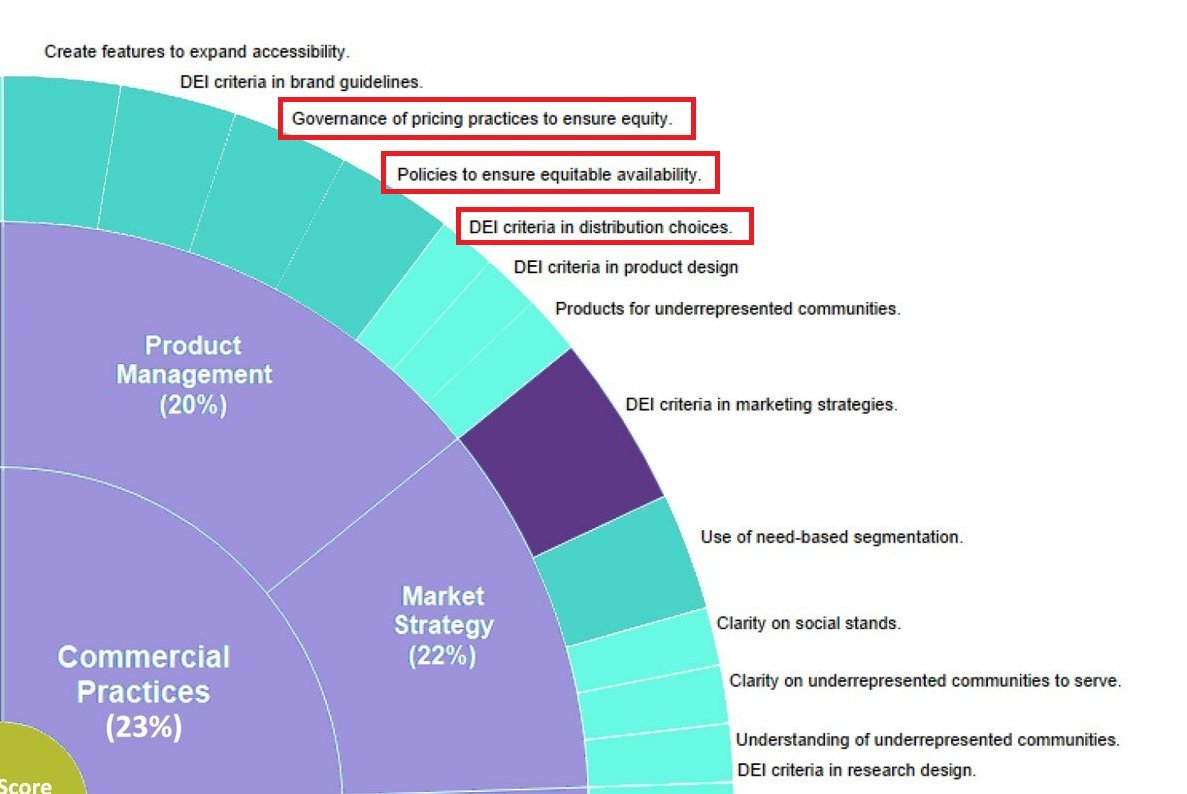 Create features to expand accessibility.
DEI criteria in brand guidelines.
Governance of pricing practices to ensure equity.
Policies to ensure equitable availability.
DEI criteria in distribution choices.
DEI criteria in product design
Products for underrepresented communities.
DEI criteria in marketing strategies.
Use of need-based segmentation.
Clarity on social stands.
Clarity on underrepresented communities to serve.
Understanding of underrepresented communities.
DEI criteria in research design.
Product
Management
(20%)
Market
Strategy
(22%)
Commercial
Practices
(23%)
Score